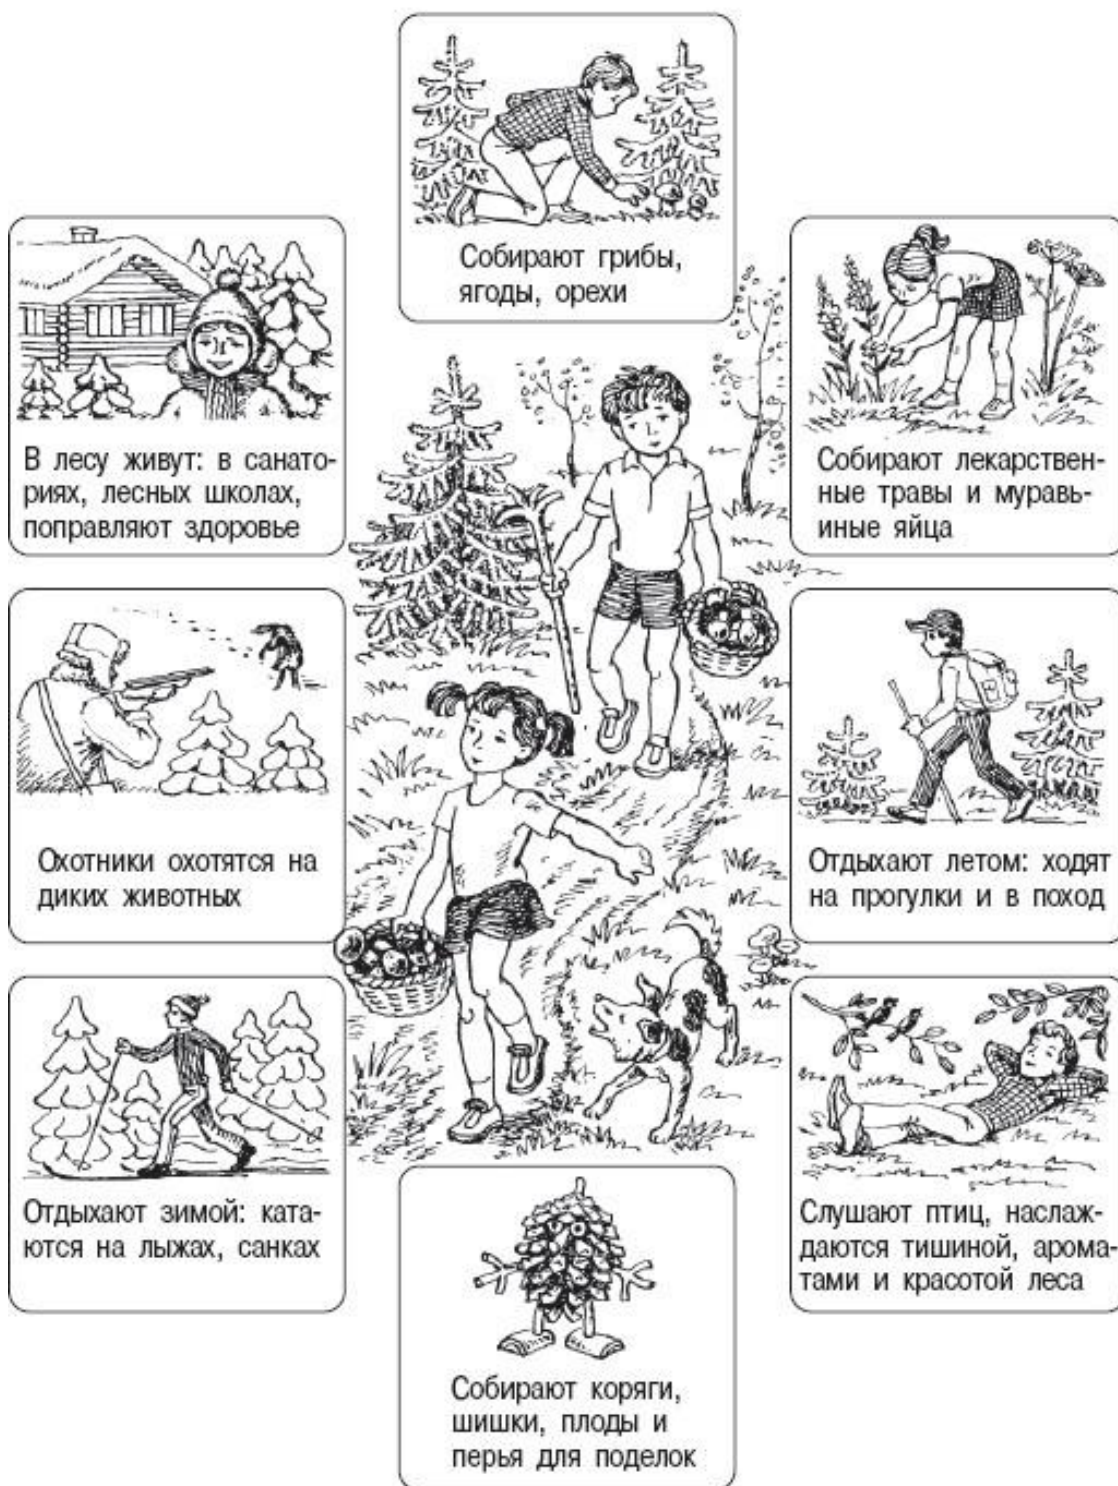 Собирают грибы,
ягоды, орехи
В лесу живут: в санато-
риях, лесных школах,
поправляют здоровье
Собирают лекарствен-
ные травы и муравь-
иные яйца
Охотники охотятся на
диких животных
Отдыхают летом: ходят
на прогулки и в поход
Отдыхают зимой: ката-
ются на лыжах, санках
Слушают птиц, наслаж-
даются тишиной, арома-
тами и красотой леса
Собирают коряги,
шишки, плоды и
перья для поделок